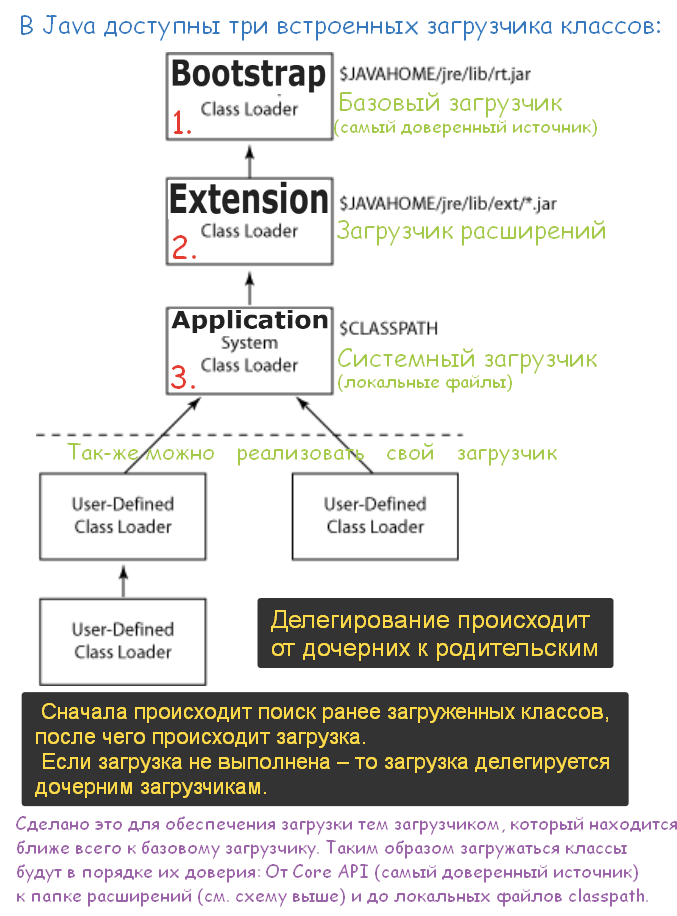 В Java доступны три встроенных загрузчика классов:
Bootstrap
Class Loader
1.
$JAVAHOME/jre/lib/rt.jar
Базовый загрузчик
(самый доверенный источник)
Extension
Class Loader
2.
$JAVAHOME/jre/lib/ext/*.jar
Загрузчик расширений
Application
System
Class Loader
3.
$CLASSPATH
Системный загрузчик
(локальные файлы)
Так-же можно реализовать свой загрузчик
User-Defined
Class Loader
User-Defined
Class Loader
User-Defined
Class Loader
Делегирование происходит
от дочерних к родительским
Сначала происходит поиск ранее загруженных классов,
после чего происходит загрузка.
Если загрузка не выполнена – то загрузка делегируется
дочерним загрузчикам.
Сделано это для обеспечения загрузки тем загрузчиком, который находится
ближе всего к базовому загрузчику. Таким образом загружаться классы
будут в порядке их доверия: От Core API (самый доверенный источник)
к папке расширений (см. схему выше) и до локальных файлов classpath.